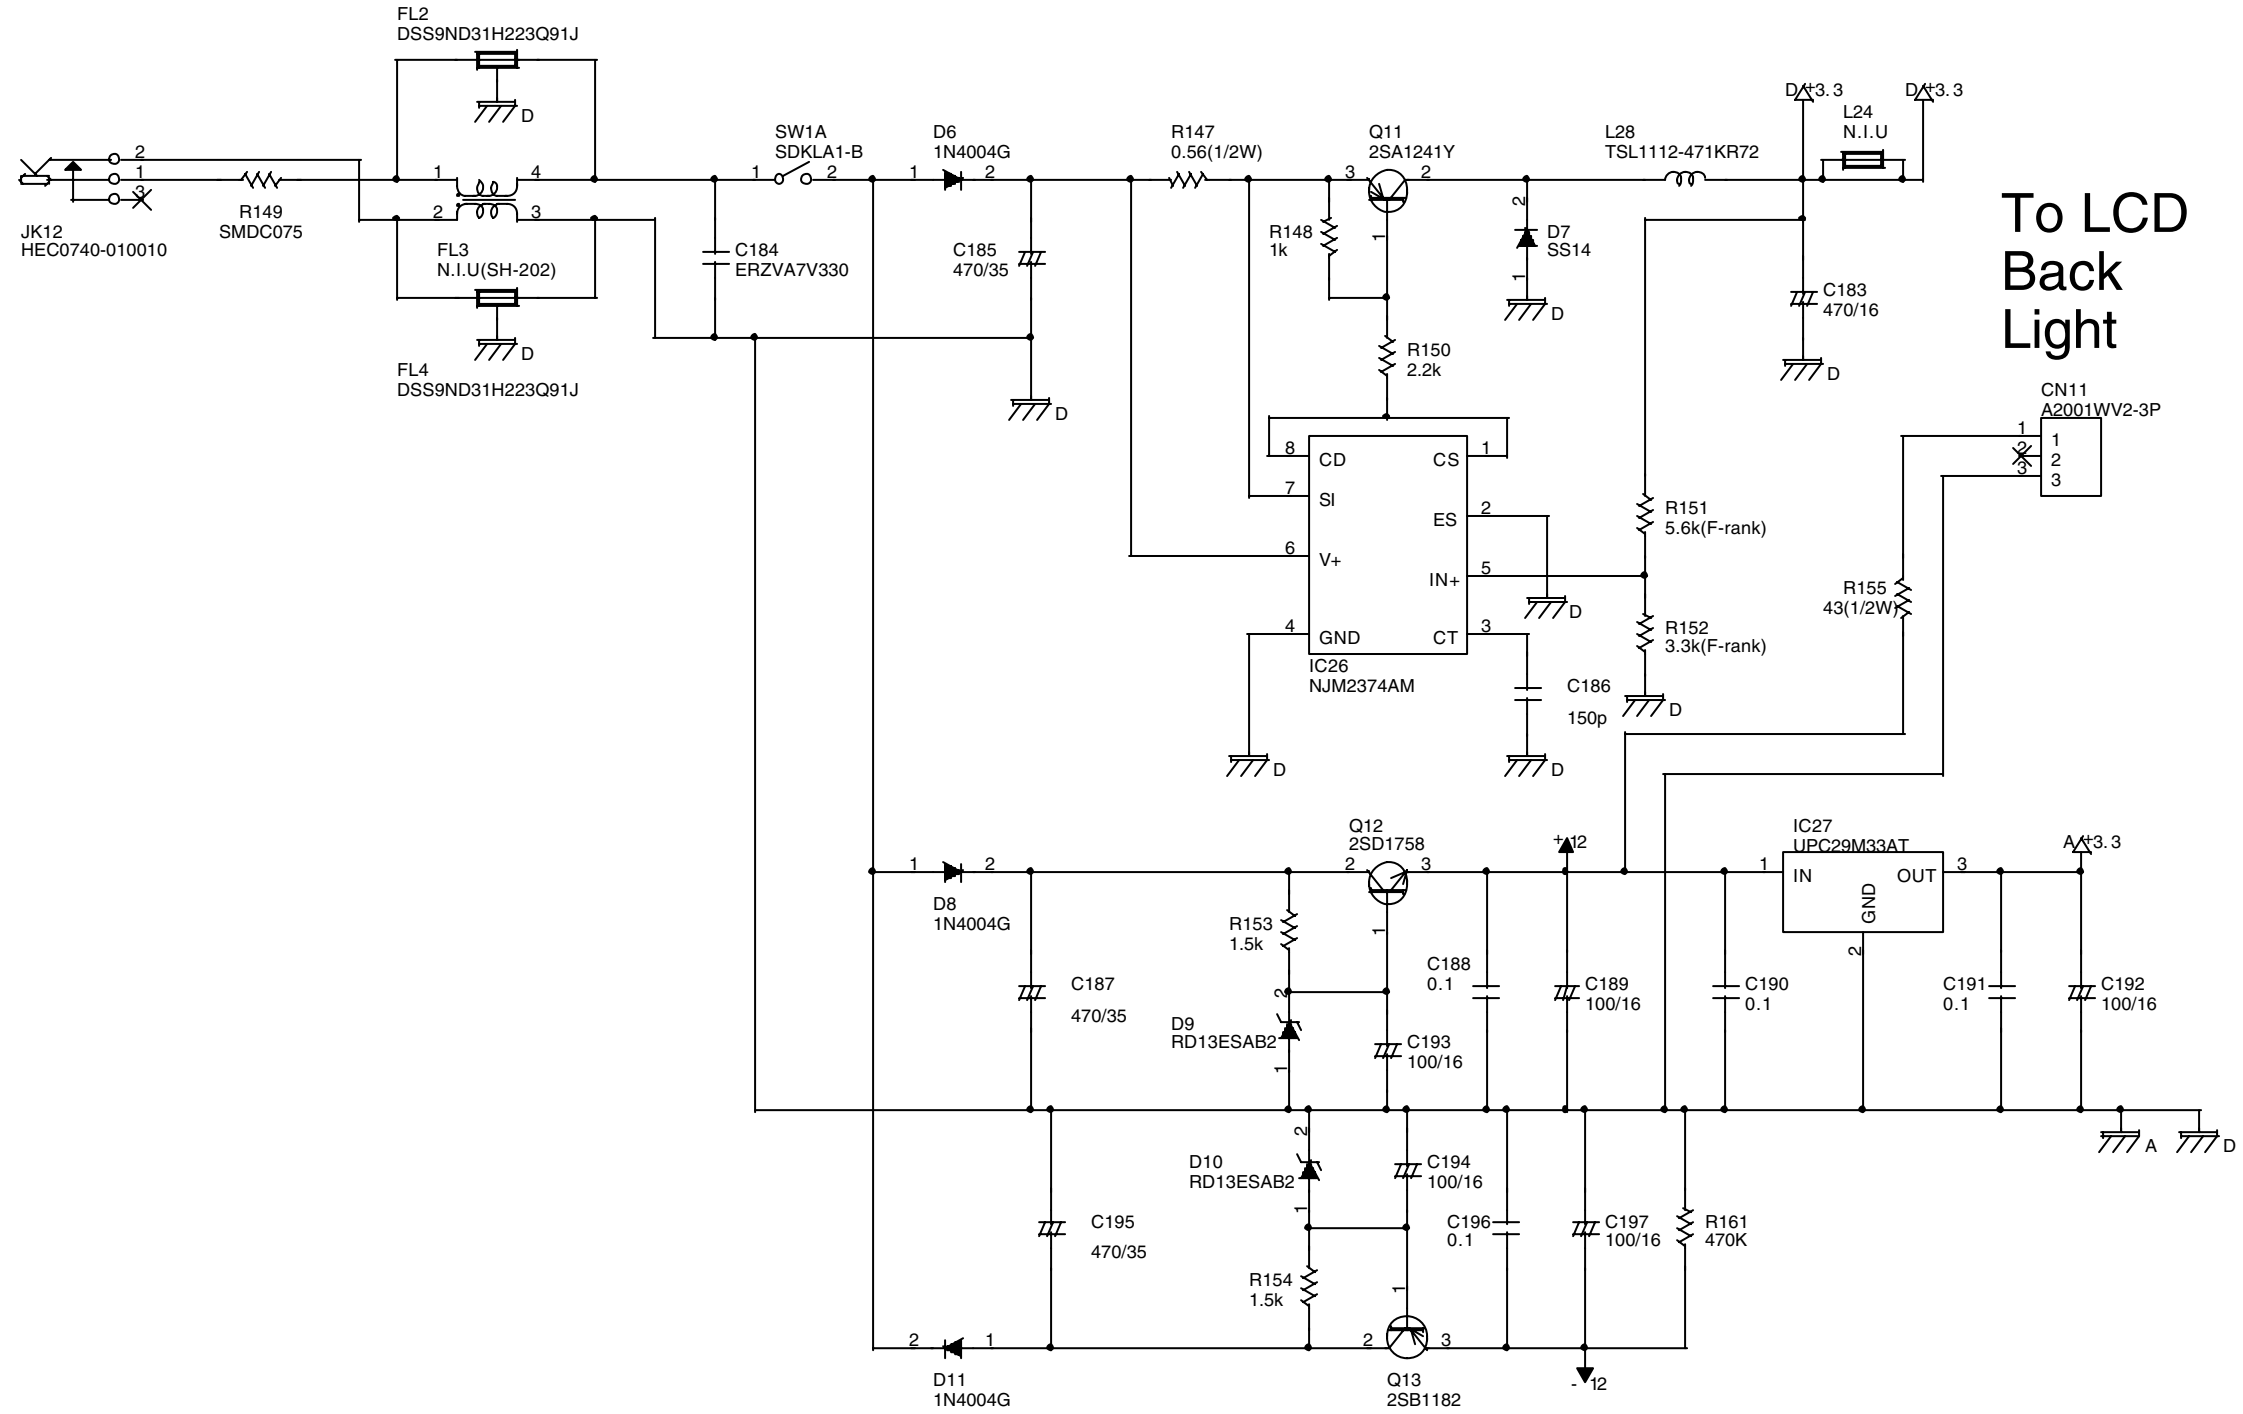 FL2
DSS9ND31H223Q91J
D
2
1
3
JK12
HEC0740-010010
R149
SMDC075
1
4
2
3
FL3
N.I.U(SH-202)
D
FL4
DSS9ND31H223Q91J
SW1A
SDKLA1-B
1
2
C184
ERZVA7V330
D6
1N4004G
1
2
C185
470/35
D
R147
0.56(1/2W)
Q11
2SA1241Y
3
2
1
R148
1k
R150
2.2k
2
D7
SS14
1
D
L28
TSL1112-471KR72
D +3.3
L24
N.I.U
D +3.3
C183
470/16
D
To LCD
Back
Light
CN11
A2001WV2-3P
1
2
3
1
2
3
8
CD
7
SI
6
V+
4
GND
CS
1
ES
2
IN+
5
CT
3
IC26
NJM2374AM
D
D
C186
150p
D
R151
5.6k(F-rank)
R152
3.3k(F-rank)
D
R155
43(1/2W)
1
2
D8
1N4004G
C187
470/35
Q12
2SD1758
2
3
1
R153
1.5k
2
D9
RD13ESAB2
1
C193
100/16
C188
0.1
+12
C189
100/16
C190
0.1
IC27
UPC29M33AT
1
IN
OUT
3
GND
2
C191
0.1
A +3.3
C192
100/16
A
D
C195
470/35
2
D10
RD13ESAB2
1
C194
100/16
R154
1.5k
1
C196
0.1
C197
100/16
R161
470K
2
1
D11
1N4004G
2
3
Q13
2SB1182
- 12